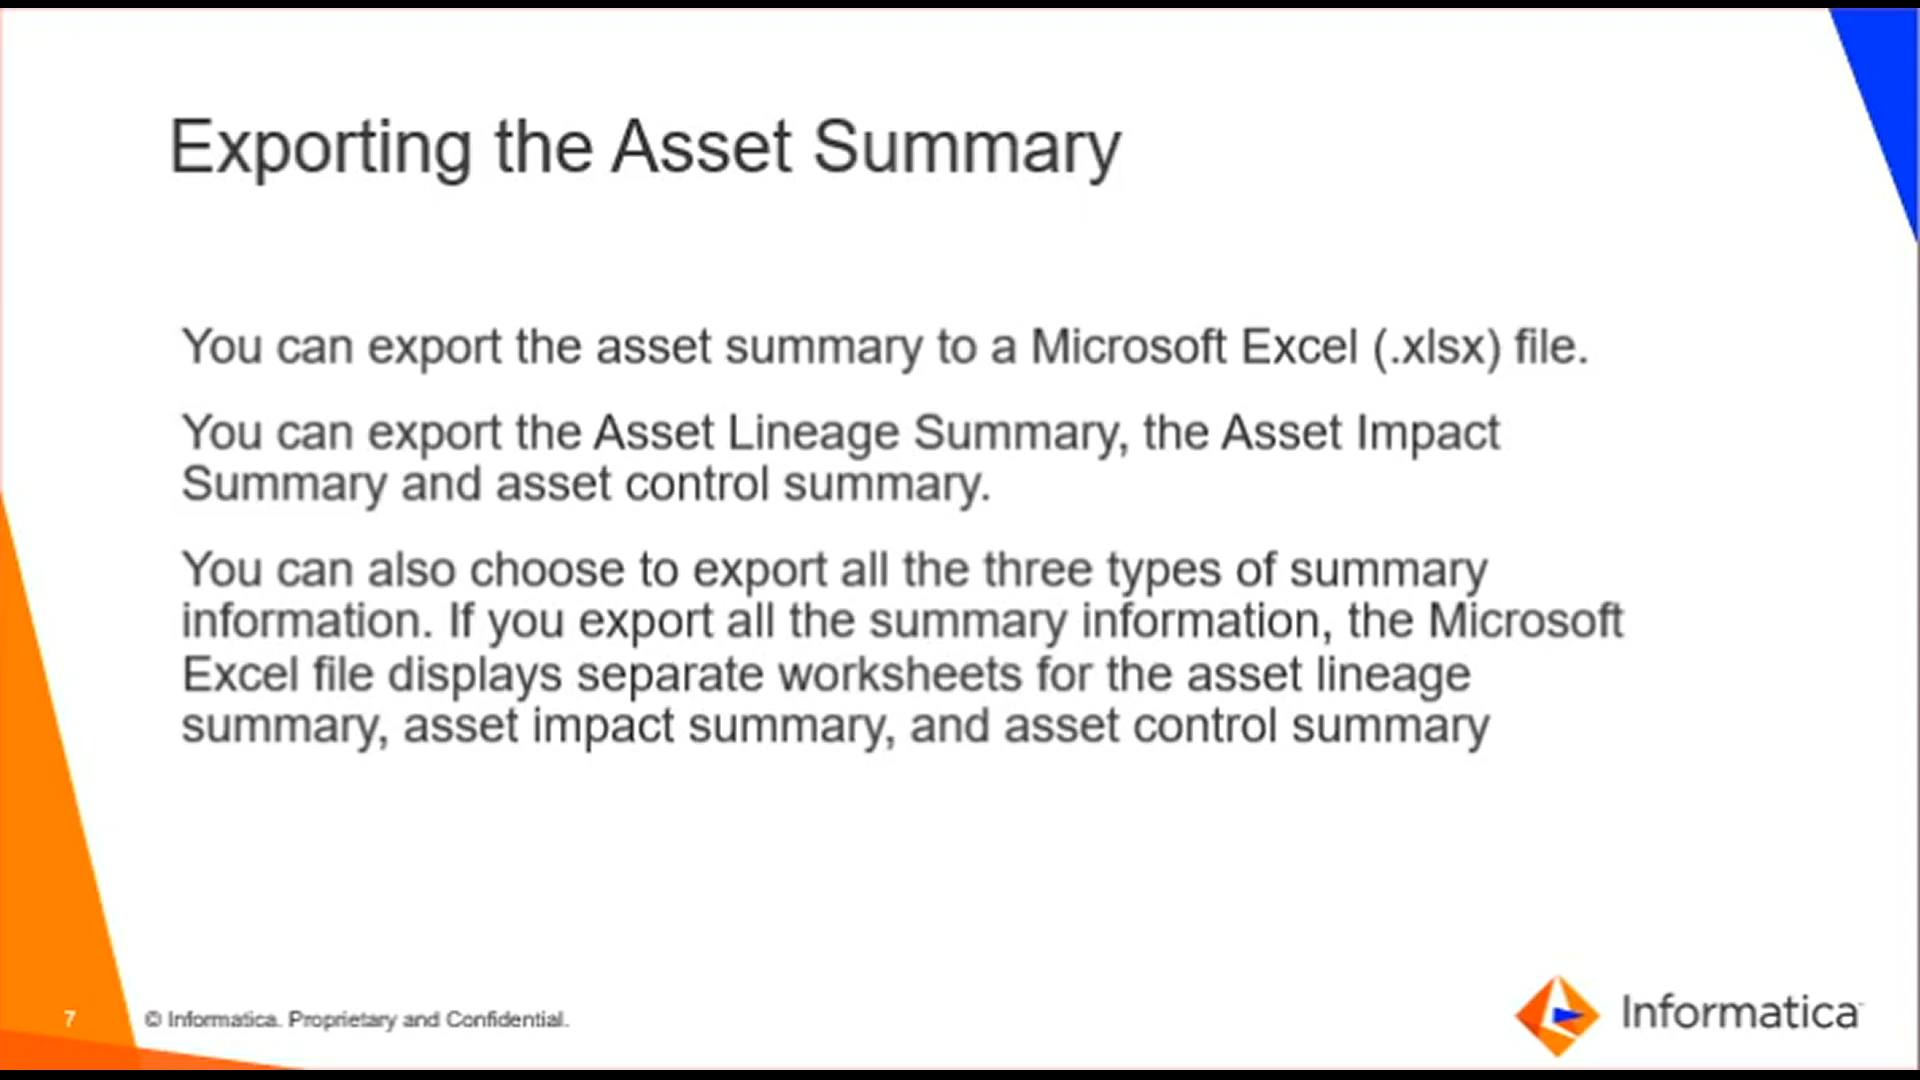 Exporting the Asset Summary
You can export the asset summary to a Microsoft Excel (.xlsx) file.
You can export the Asset Lineage Summary, the Asset Impact
Summary and asset control summary.
You can also choose to export all the three types of summary
information. If you export all the summary information, the Microsoft
Excel file displays separate worksheets for the asset lineage
summary, asset impact summary, and asset control summary
7
© Informatica. Proprietary and Confidential.
Informatica